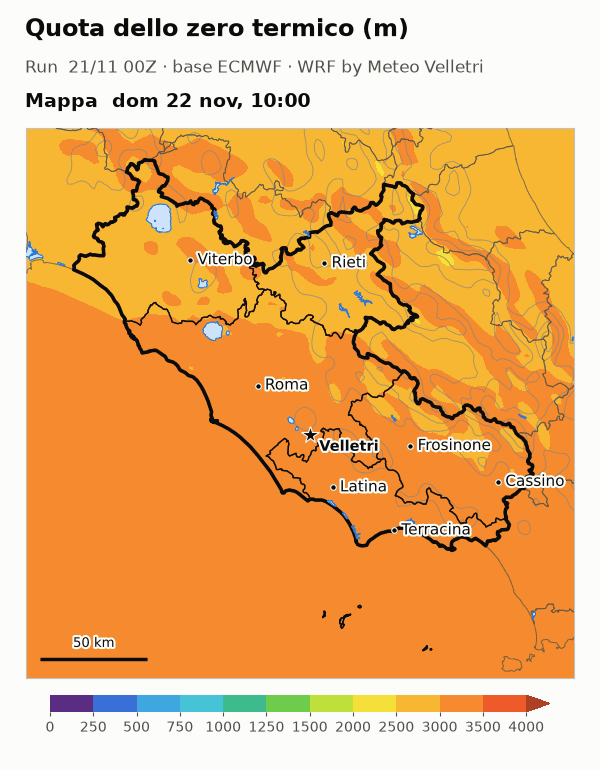 Quota dello zero termico (m)
Run 21/11 00Z · base ECMWF · WRF by Meteo Velletri
Mappa dom 22 nov, 10:00
Viterbo
Rieti
Roma
Velletri
Frosinone
Cassino
Latina
Terracina
50 km
0 250 500 750 1000 1250 1500 2000 2500 3000 3500 4000